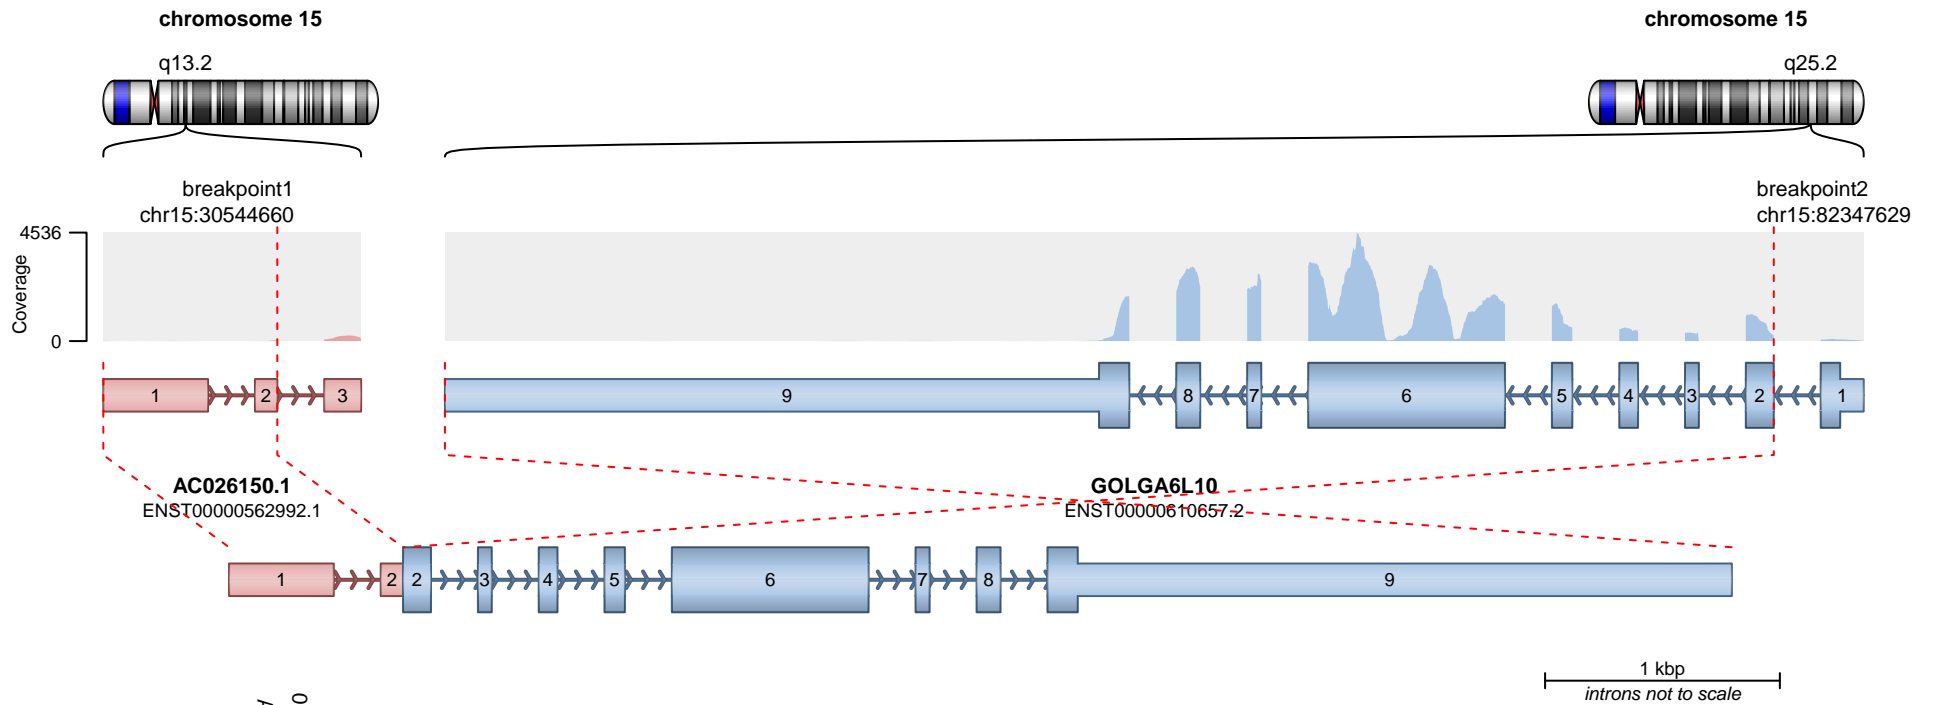 chromosome 15
chromosome 15
q13.2
q25.2
breakpoint1
chr15:30544660
breakpoint2
chr15:82347629
4536
Coverage
0
1 2 3
9 8 7 6 5 4 3 2 1
AC026150.1
ENST00000562992.1
GOLGA6L10
ENST00000610657.2
1 2 2 3 4 5 6 7 8 9
1 kbp
introns not to scale
0